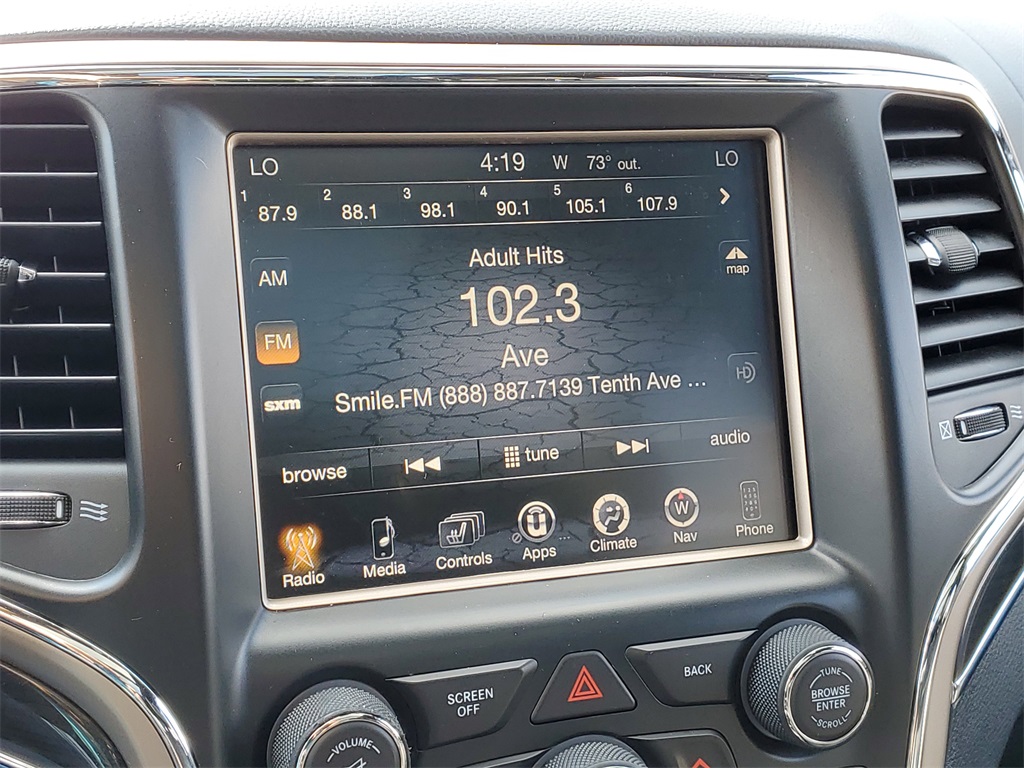 LO 4:19 W 73° out. LO
1 87.9 2 88.1 3 98.1 4 90.1 5 105.1 6 107.9
Adult Hits
map
AM
102.3
FM
Ave
HD
sxm
Smile.FM (888) 887.7139 Tenth Ave ...
browse tune audio
Radio Media Controls Apps Climate W Nav Phone
SCREEN
OFF
BACK
TUNE
BROWSE
ENTER
SCROLL
VOLUME